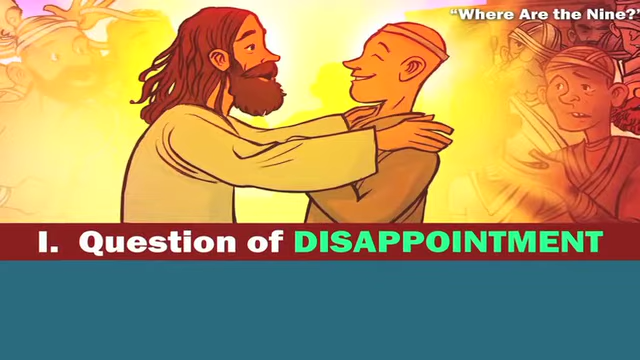 "Where Are the Nine?"
I. Question of DISAPPOINTMENT